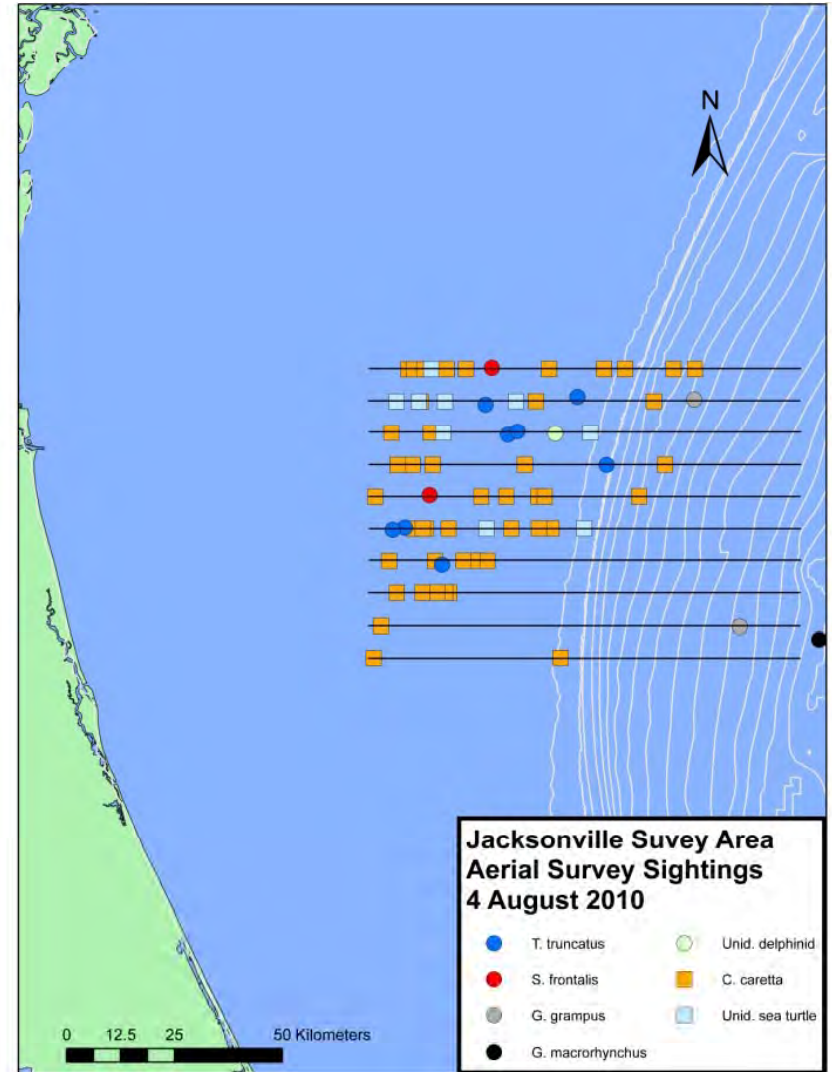 N
Jacksonville Suvey Area
Aerial Survey Sightings
4 August 2010
T. truncatus
Unid. delphinid
S. frontalis
C. caretta
G. grampus
Unid. sea turtle
G. macrorhynchus
0 12.5 25 50 Kilometers